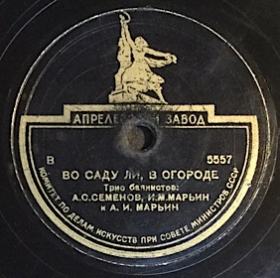 АПРЕЛЕВСКИЙ ЗАВОД
В 5557
ВО САДУ ЛИ, В ОГОРОДЕ
Трио баянистов:
А.С.СЕМЕНОВ, И.М.МАРЬИН
и А.И.МАРЬИН
КОМИТЕТ ПО ДЕЛАМ ИСКУССТВ ПРИ СОВЕТЕ МИНИСТРОВ СССР